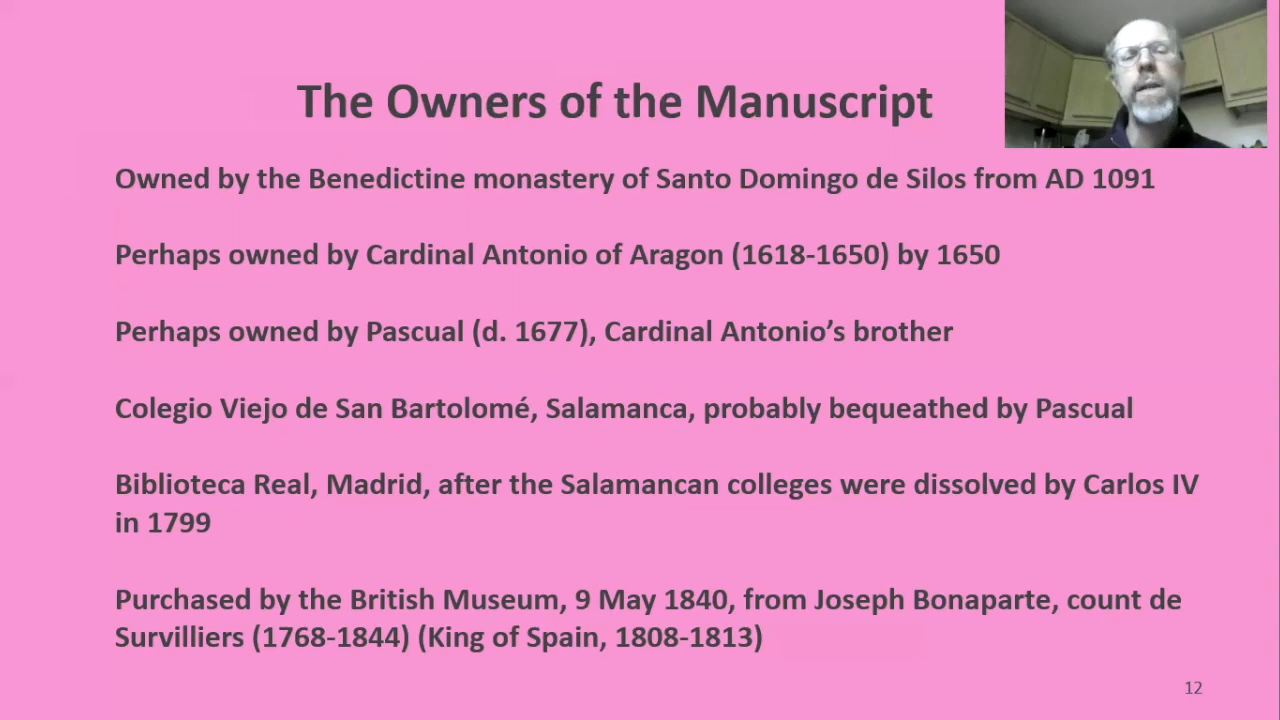 The Owners of the Manuscript
Owned by the Benedictine monastery of Santo Domingo de Silos from AD 1091
Perhaps owned by Cardinal Antonio of Aragon (1618-1650) by 1650
Perhaps owned by Pascual (d. 1677), Cardinal Antonio’s brother
Colegio Viejo de San Bartolomé, Salamanca, probably bequeathed by Pascual
Biblioteca Real, Madrid, after the Salamancan colleges were dissolved by Carlos IV
in 1799
Purchased by the British Museum, 9 May 1840, from Joseph Bonaparte, count de
Survilliers (1768-1844) (King of Spain, 1808-1813)
12